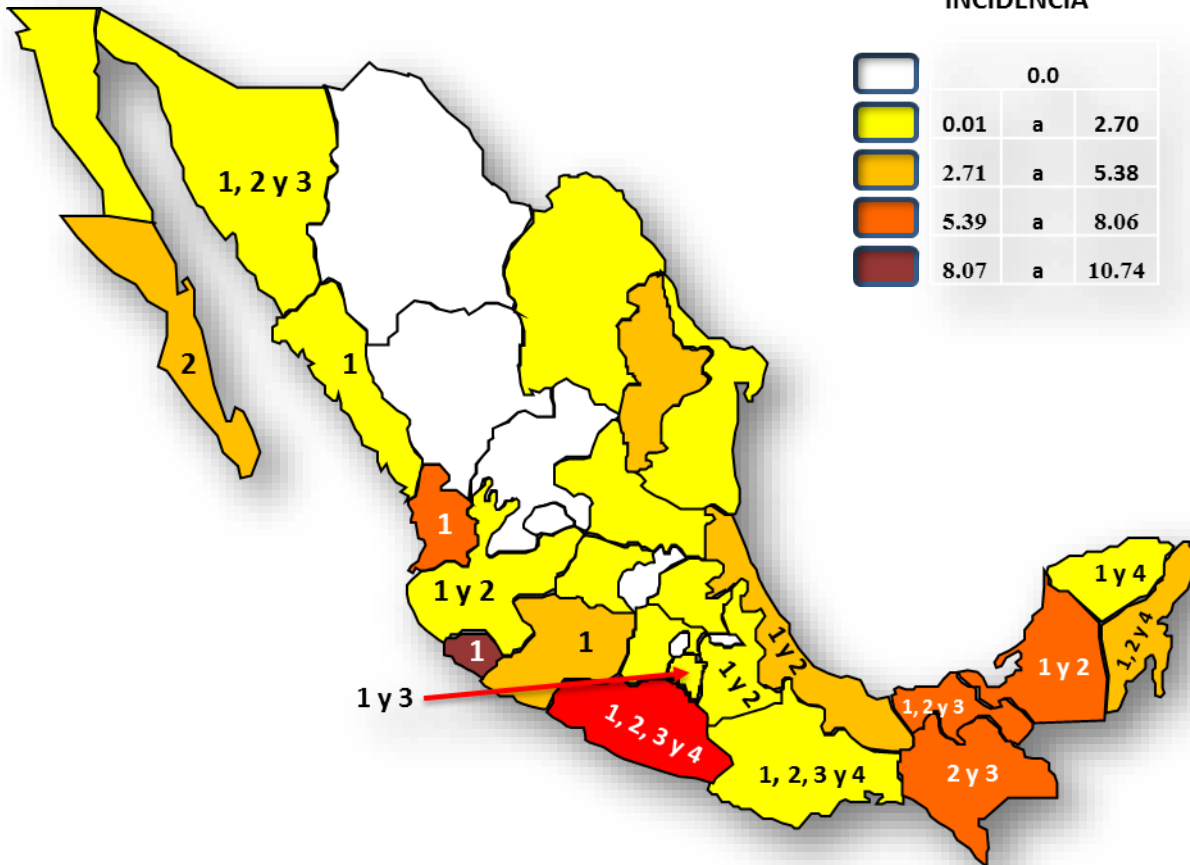 INCIDENCIA
0.0
0.01 a 2.70
2.71 a 5.38
5.39 a 8.06
8.07 a 10.74
1, 2 y 3
2
1
1
1 y 2
1
1
1 y 3
1, 2, 3 y 4
1 y 2
1 y 2
1, 2, 3 y 4
1, 2 y 3
2 y 3
1 y 2
1 y 4
1, 2 y 4